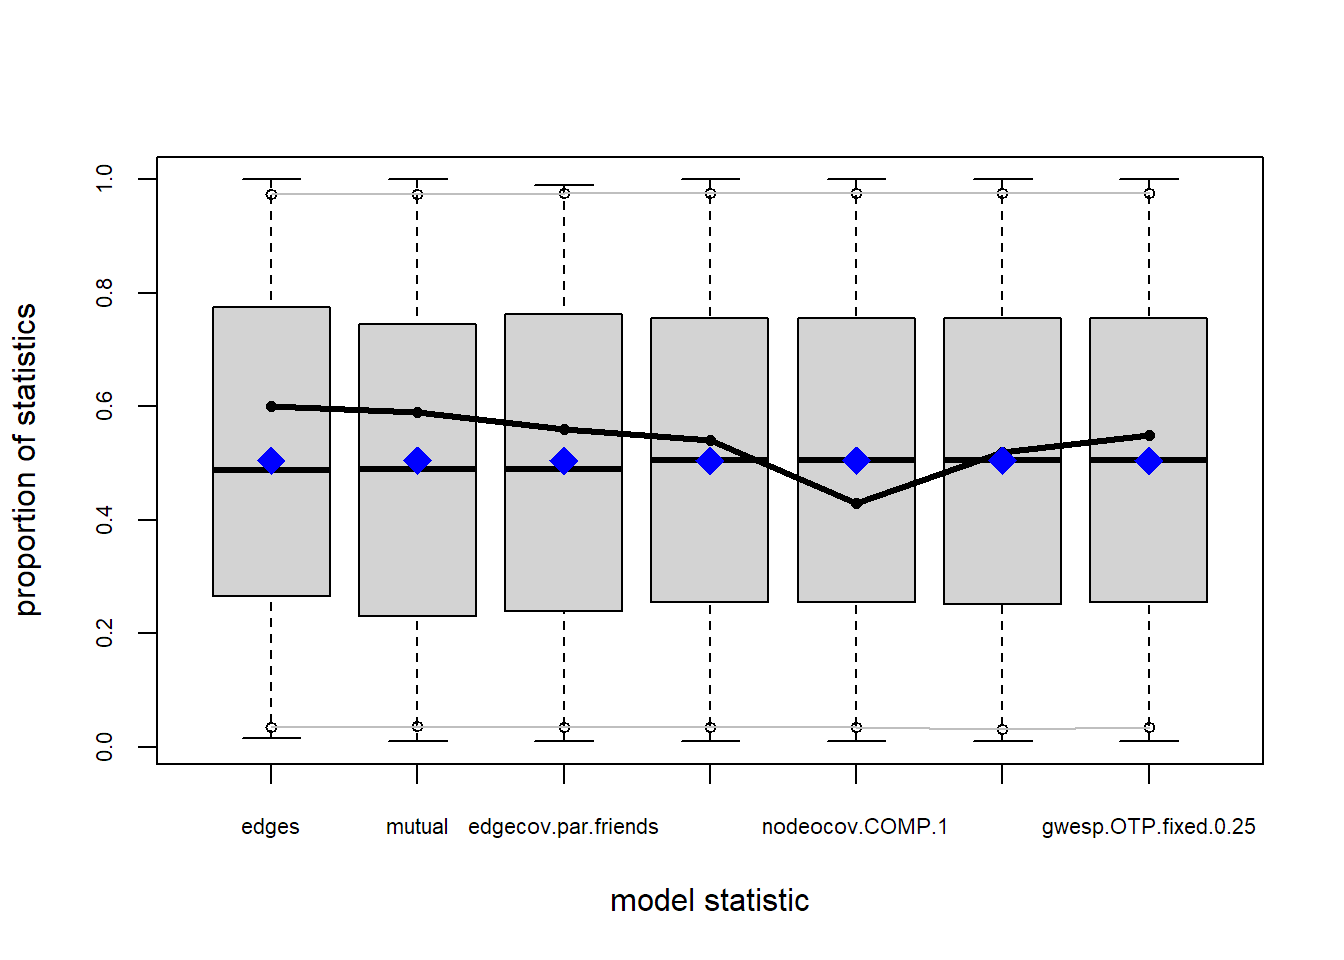 proportion of statistics
1.0
0.8
0.6
0.4
0.2
0.0
edges mutual edgecov.par.friends nodeocov.COMP.1 gwesp.OTP.fixed.0.25
model statistic